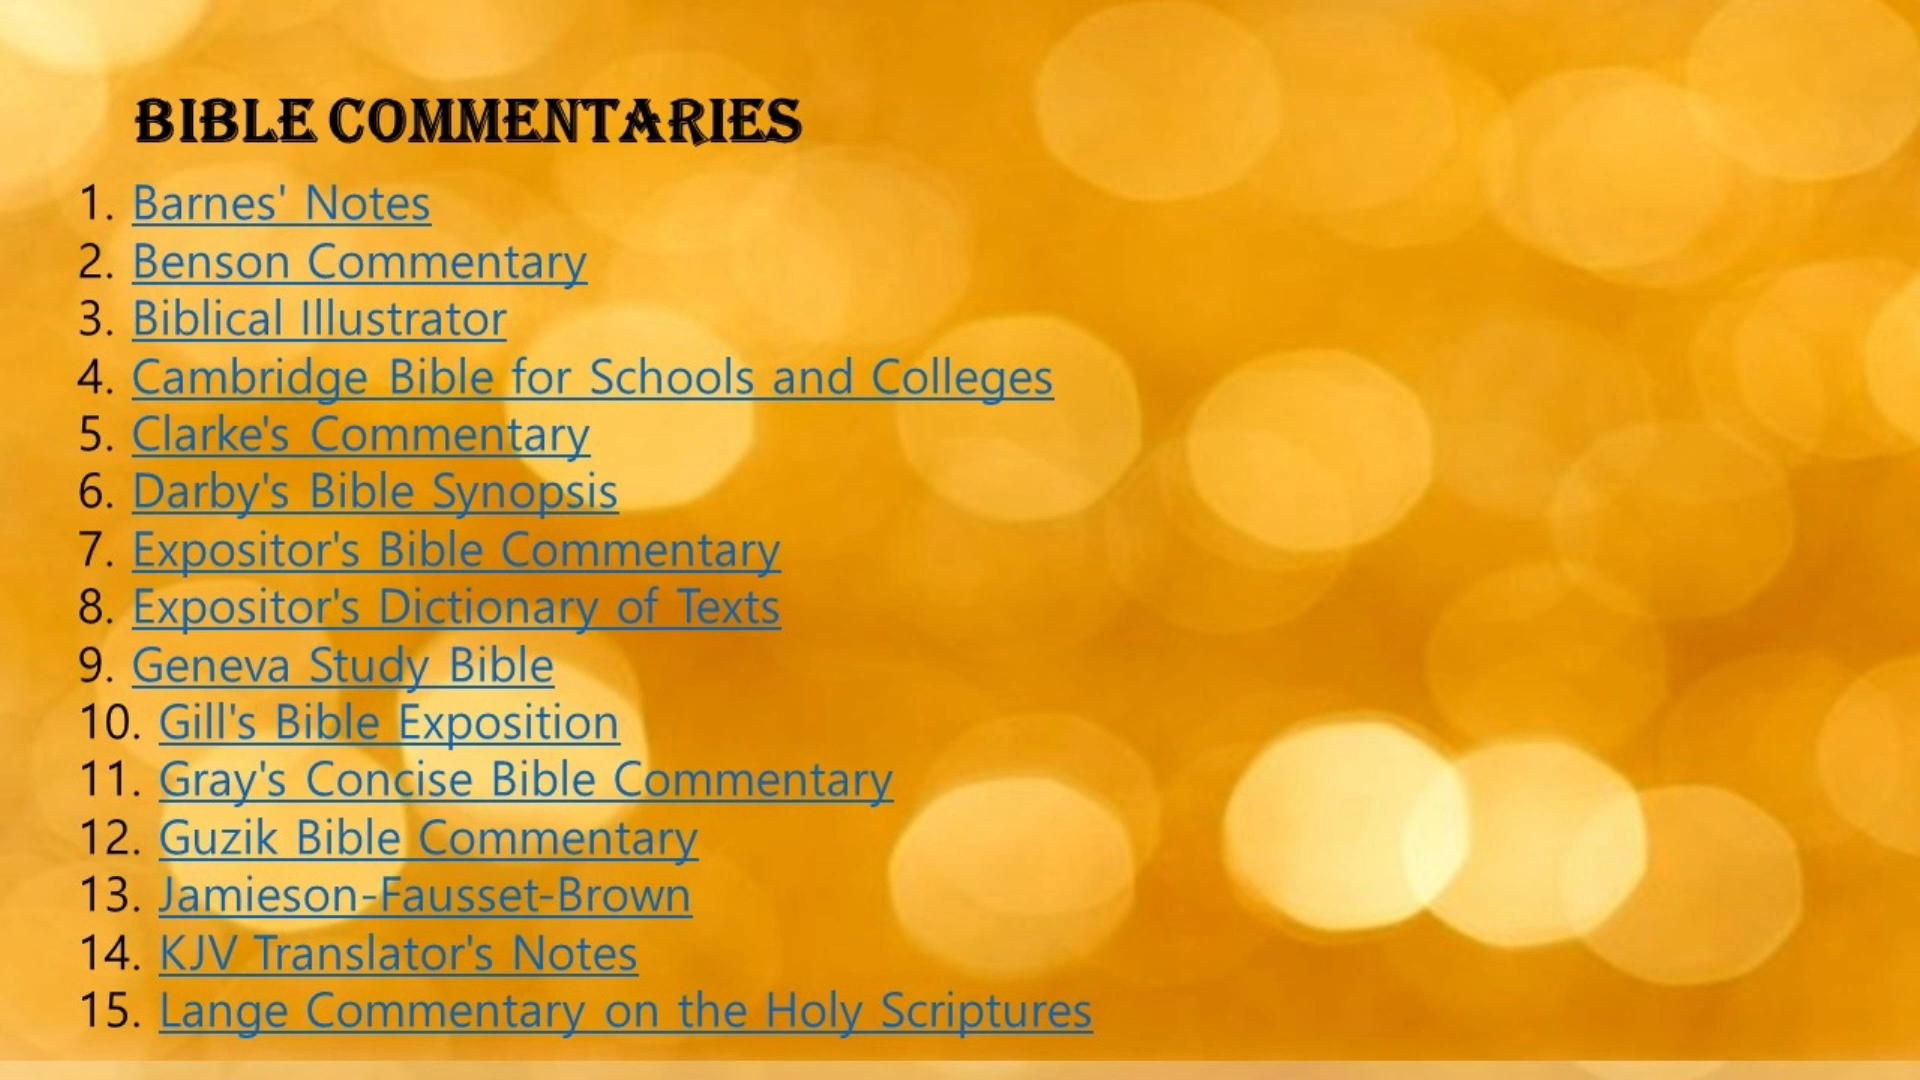 BIBLE COMMENTARIES
1. Barnes' Notes
2. Benson Commentary
3. Biblical Illustrator
4. Cambridge Bible for Schools and Colleges
5. Clarke's Commentary
6. Darby's Bible Synopsis
7. Expositor's Bible Commentary
8. Expositor's Dictionary of Texts
9. Geneva Study Bible
10. Gill's Bible Exposition
11. Gray's Concise Bible Commentary
12. Guzik Bible Commentary
13. Jamieson-Fausset-Brown
14. KJV Translator's Notes
15. Lange Commentary on the Holy Scriptures